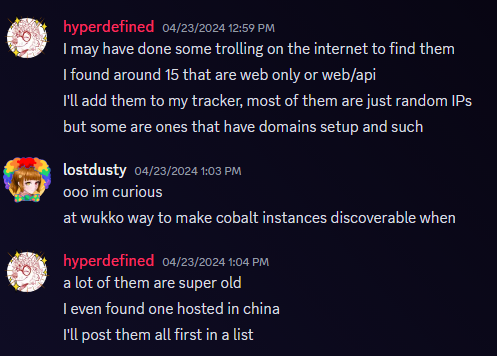 hyperdefined 04/23/2024 12:59 PM
I may have done some trolling on the internet to find them
I found around 15 that are web only or web/api
I'll add them to my tracker, most of them are just random IPs
but some are ones that have domains setup and such
lostdusty 04/23/2024 1:03 PM
ooo im curious
at wukko way to make cobalt instances discoverable when
hyperdefined 04/23/2024 1:04 PM
a lot of them are super old
I even found one hosted in china
I'll post them all first in a list